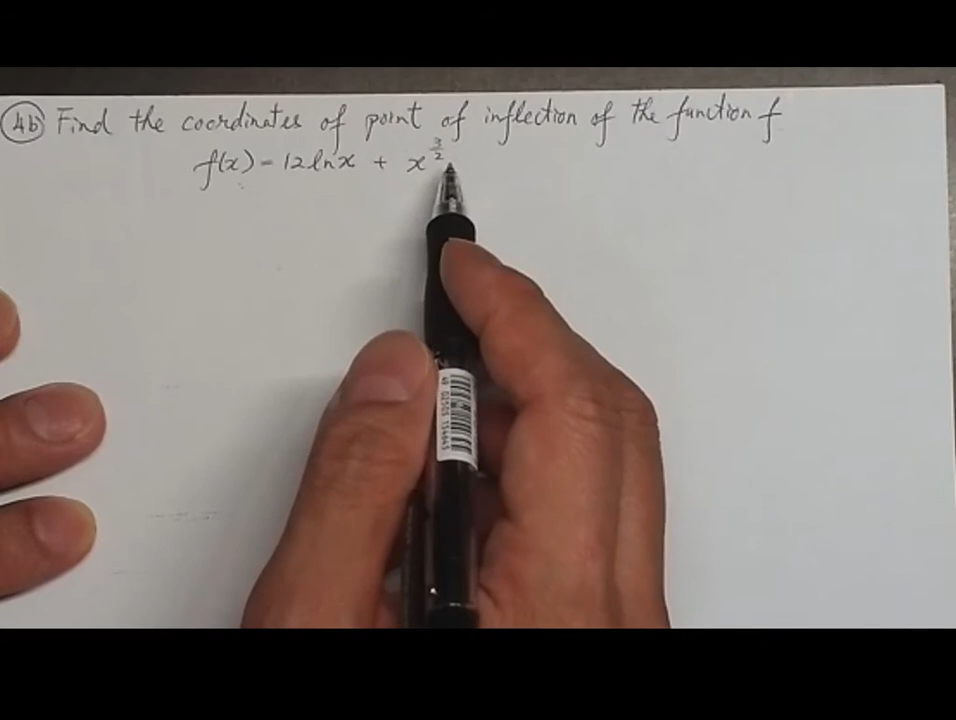 4b Find the coordinates of point of inflection of the function f
f(x) = 12 ln x + x^{3/2}